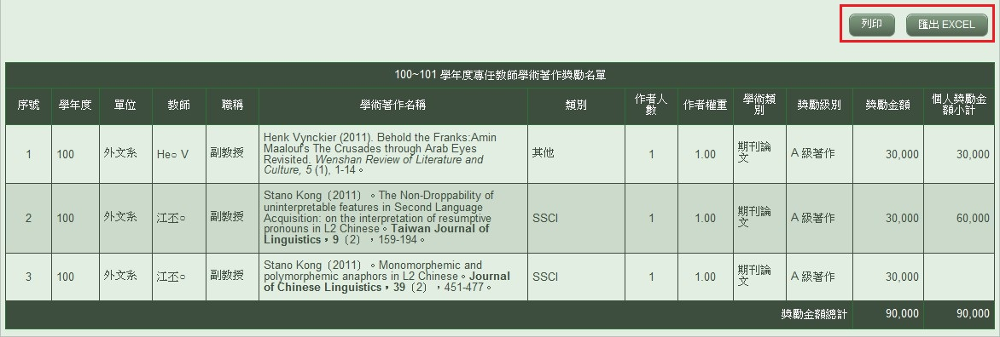 列印 匯出 EXCEL
100~101 學年度專任教師學術著作獎勵名單
序號 學年度 單位 教師 職稱 學術著作名稱 類別 作者人數 作者權重 學術類別 獎勵級別 獎勵金額 個人獎勵金額小計
1 100 外文系 He○ V 副教授
Henk Vynckier (2011). Behold the Franks:Amin
Maalouf's The Crusades through Arab Eyes
Revisited. Wenshan Review of Literature and
Culture, 5 (1), 1-14。
其他 1 1.00 期刊論文 A 級著作 30,000 30,000
2 100 外文系 江丕○ 副教授
Stano Kong（2011）。The Non-Droppability of
uninterpretable features in Second Language
Acquisition: on the interpretation of resumptive
pronouns in L2 Chinese。Taiwan Journal of
Linguistics，9（2），159-194。
SSCI 1 1.00 期刊論文 A 級著作 30,000 60,000
3 100 外文系 江丕○ 副教授
Stano Kong（2011）。Monomorphemic and
polymorphemic anaphors in L2 Chinese。Journal
of Chinese Linguistics，39（2），451-477。
SSCI 1 1.00 期刊論文 A 級著作 30,000
獎勵金額總計 90,000 90,000